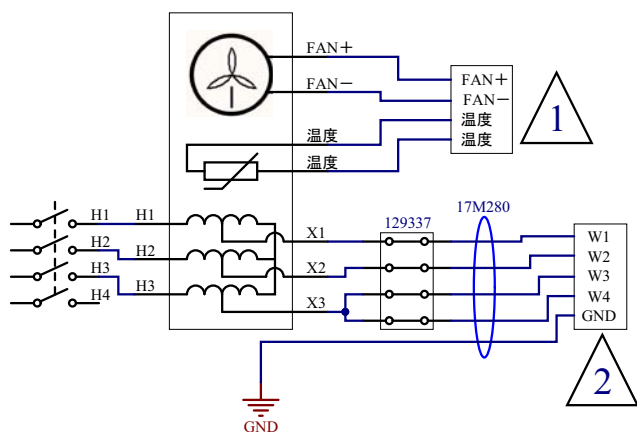 FAN+
FAN-
温度
温度
FAN+
FAN-
温度
温度
1
H1 H1
H2 H2
H3 H3
H4
X1
X2
X3
129337
17M280
W1
W2
W3
W4
GND
2
GND